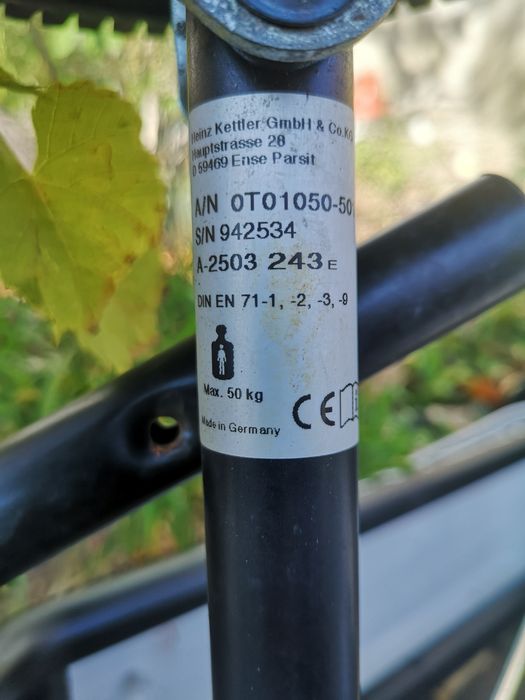 Heinz Kettler GmbH & Co.KG
Hauptstrasse 28
D 59469 Ense Parsit
A/N 0T01050-50
S/N 942534
A-2503 243 E
DIN EN 71-1, -2, -3, -9
Max. 50 kg
CE
Made in Germany